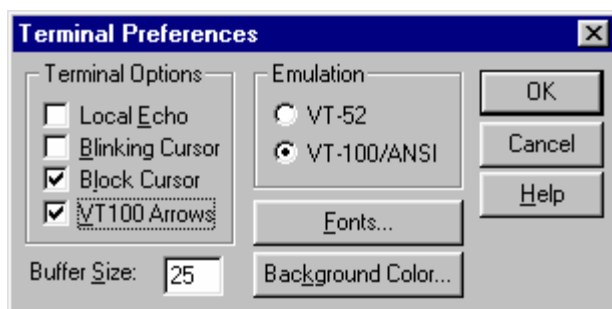 Terminal Preferences
Terminal Options
Local Echo
Blinking Cursor
Block Cursor
VT100 Arrows
Buffer Size: 25
Emulation
VT-52
VT-100/ANSI
Fonts...
Background Color...
OK
Cancel
Help